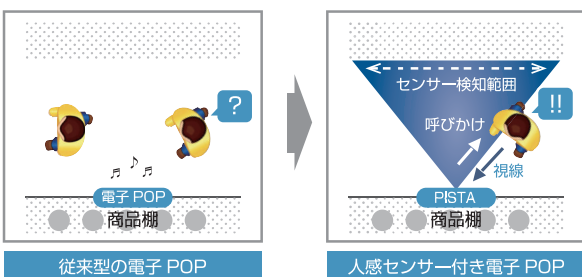 ?
電子 POP
商品棚
従来型の電子 POP
センサー検知範囲
呼びかけ
!!
視線
PISTA
商品棚
人感センサー付き電子 POP